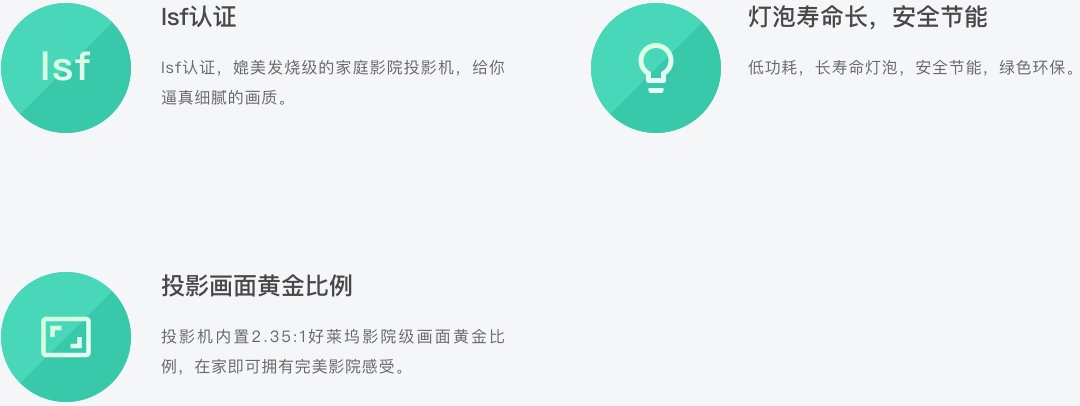 lsf
lsf认证
lsf认证，媲美发烧级的家庭影院投影机，给你
逼真细腻的画质。
灯泡寿命长，安全节能
低功耗，长寿命灯泡，安全节能，绿色环保。
投影画面黄金比例
投影机内置2.35:1好莱坞影院级画面黄金比
例，在家即可拥有完美影院感受。